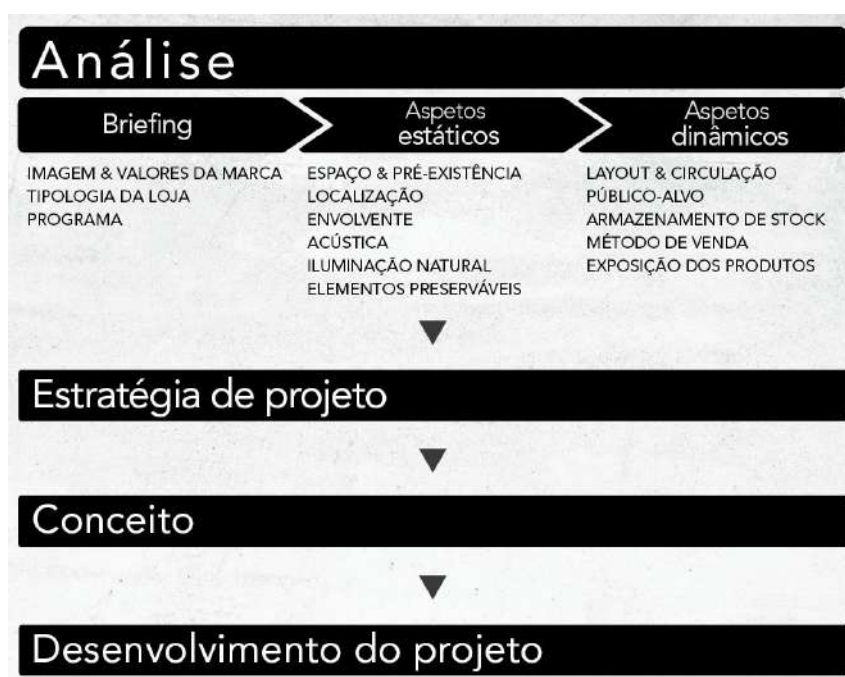 Análise
Briefing
Aspetos
estáticos
Aspetos
dinâmicos
IMAGEM & VALORES DA MARCA
TIPOLOGIA DA LOJA
PROGRAMA
ESPAÇO & PRÉ-EXISTÊNCIA
LOCALIZAÇÃO
ENVOLVENTE
ACÚSTICA
ILUMINAÇÃO NATURAL
ELEMENTOS PRESERVÁVEIS
LAYOUT & CIRCULAÇÃO
PÚBLICO-ALVO
ARMAZENAMENTO DE STOCK
MÉTODO DE VENDA
EXPOSIÇÃO DOS PRODUTOS
Estratégia de projeto
Conceito
Desenvolvimento do projeto